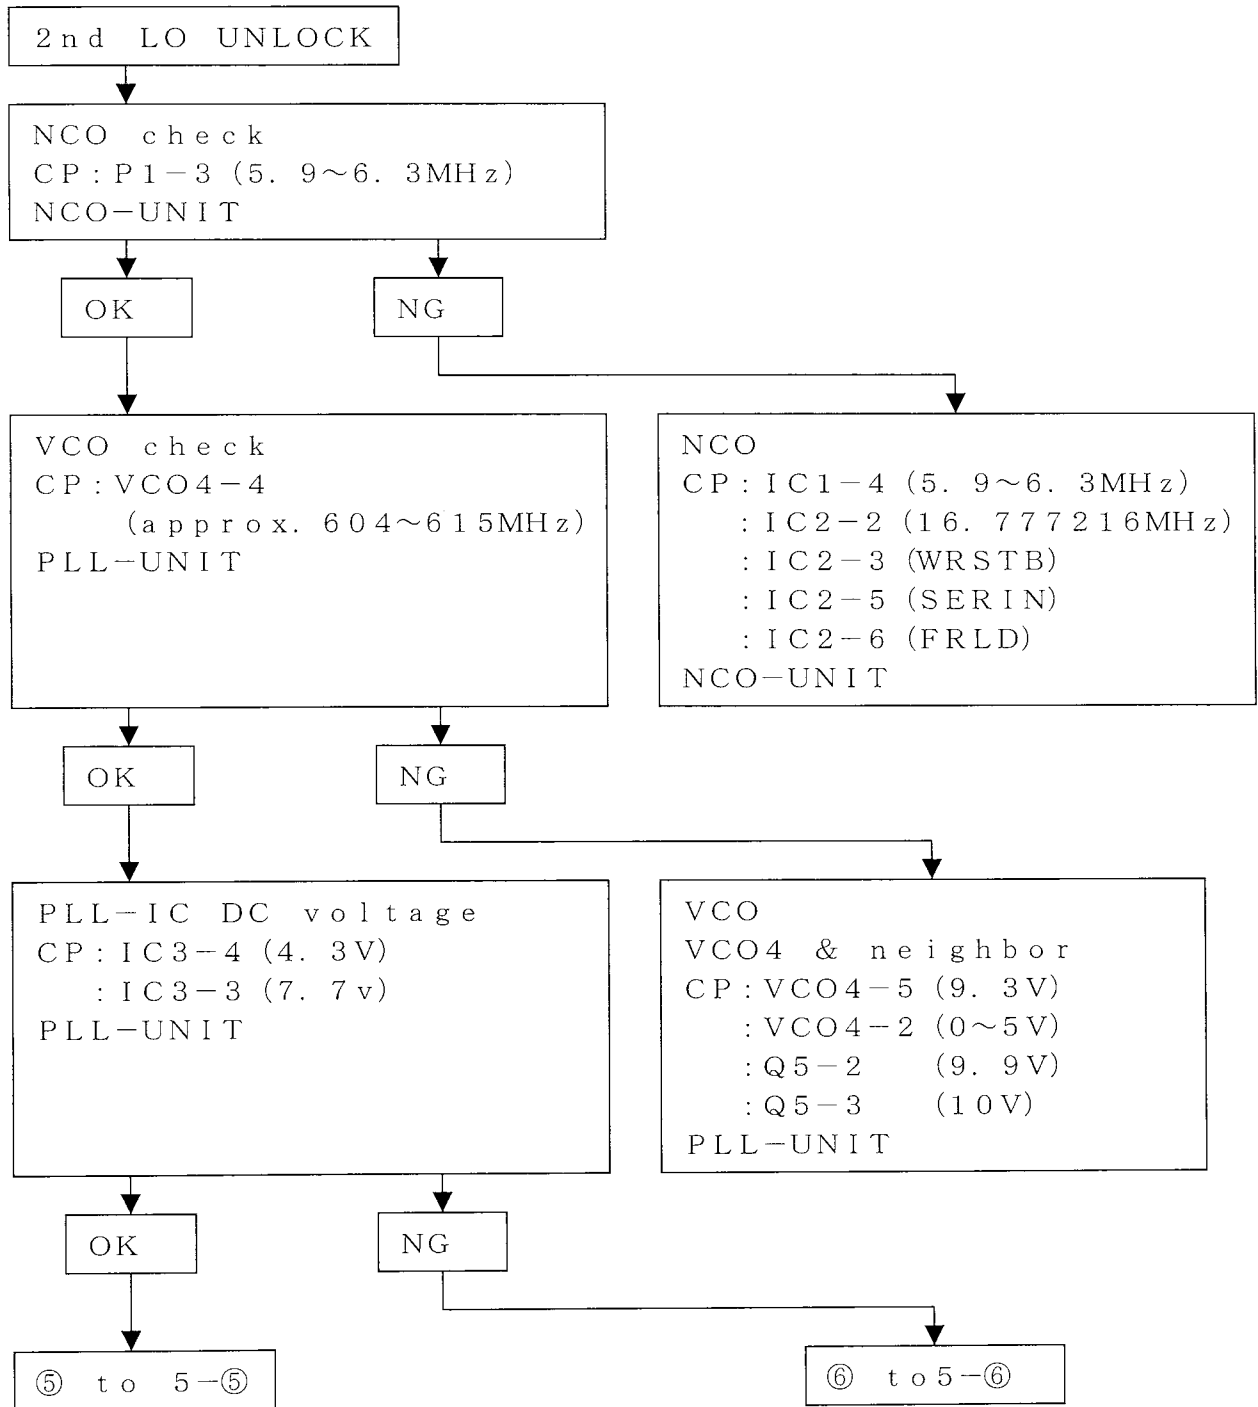 2nd LO UNLOCK
NCO check
CP:P1-3 (5.9~6.3MHz)
NCO-UNIT
OK
NG
VCO check
CP:VCO4-4
(approx. 604~615MHz)
PLL-UNIT
NCO
CP:IC1-4 (5.9~6.3MHz)
:IC2-2 (16.777216MHz)
:IC2-3 (WRSTB)
:IC2-5 (SERIN)
:IC2-6 (FRLD)
NCO-UNIT
OK
NG
PLL-IC DC voltage
CP:IC3-4 (4.3V)
:IC3-3 (7.7v)
PLL-UNIT
VCO
VCO4 & neighbor
CP:VCO4-5 (9.3V)
:VCO4-2 (0~5V)
:Q5-2 (9.9V)
:Q5-3 (10V)
PLL-UNIT
OK
NG
⑤ to 5-⑤
⑥ to5-⑥